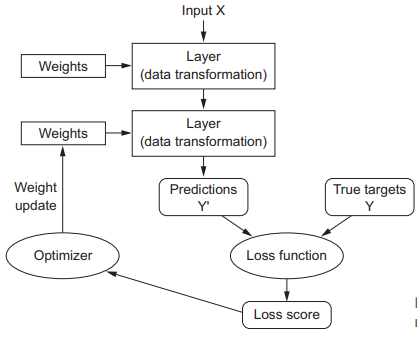 Input X
Layer
(data transformation)
Weights
Layer
(data transformation)
Weights
Weight
update
Predictions
Y'
True targets
Y
Optimizer
Loss function
Loss score